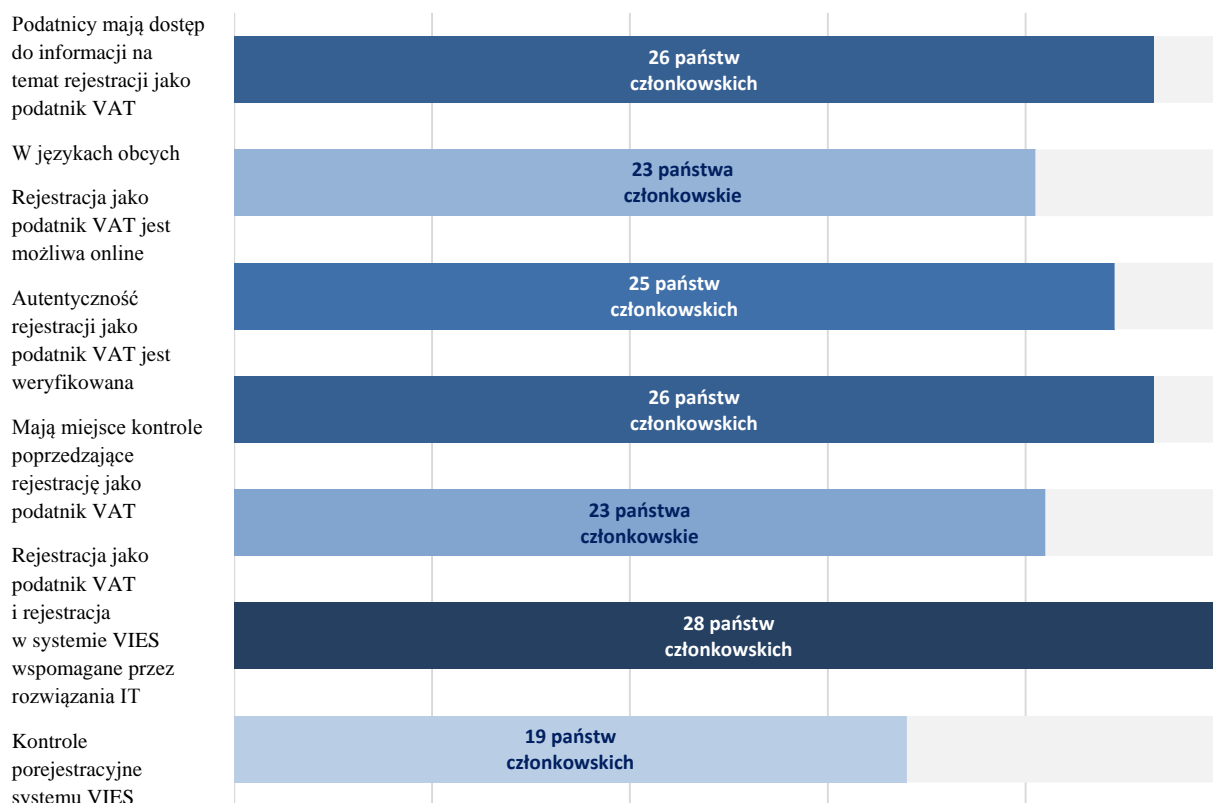 Podatnicy mają dostęp
do informacji na
temat rejestracji jako
podatnik VAT
26 państw
członkowskich
W językach obcych
23 państwa
członkowskie
Rejestracja jako
podatnik VAT jest
możliwa online
25 państw
członkowskich
Autentyczność
rejestracji jako
podatnik VAT jest
weryfikowana
26 państw
członkowskich
Mają miejsce kontrole
poprzedzające
rejestrację jako
podatnik VAT
23 państwa
członkowskie
Rejestracja jako
podatnik VAT
i rejestracja
w systemie VIES
wspomagane przez
rozwiązania IT
28 państw
członkowskich
Kontrole
porejestracyjne
systemu VIES
19 państw
członkowskich